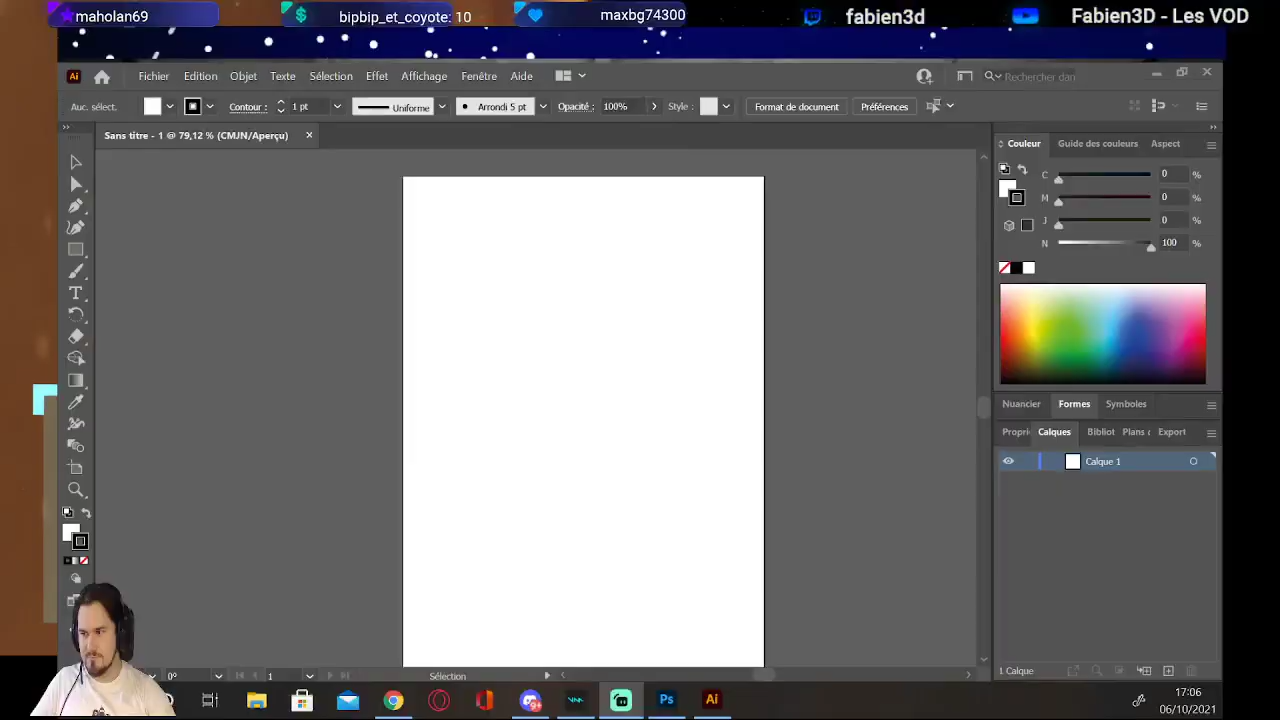 maholan69
bipbip_et_coyote: 10
maxbg74300
fabien3d
Fabien3D - Les VOD
Ai
Fichier Edition Objet Texte Sélection Effet Affichage Fenêtre Aide
Rechercher dan
Auc. sélect.
Contour :
1 pt
Uniforme
Arrondi 5 pt
Opacité : 100%
Style :
Format de document
Préférences
Sans titre - 1 @ 79,12 % (CMJN/Aperçu)
Couleur Guide des couleurs Aspect
C 0 %
M 0 %
J 0 %
N 100 %
Nuancier Formes Symboles
Propri Calques Bibliot Plans Export
Calque 1
1 Calque
0°
1
Sélection
Ps
Ai
17:06
06/10/2021